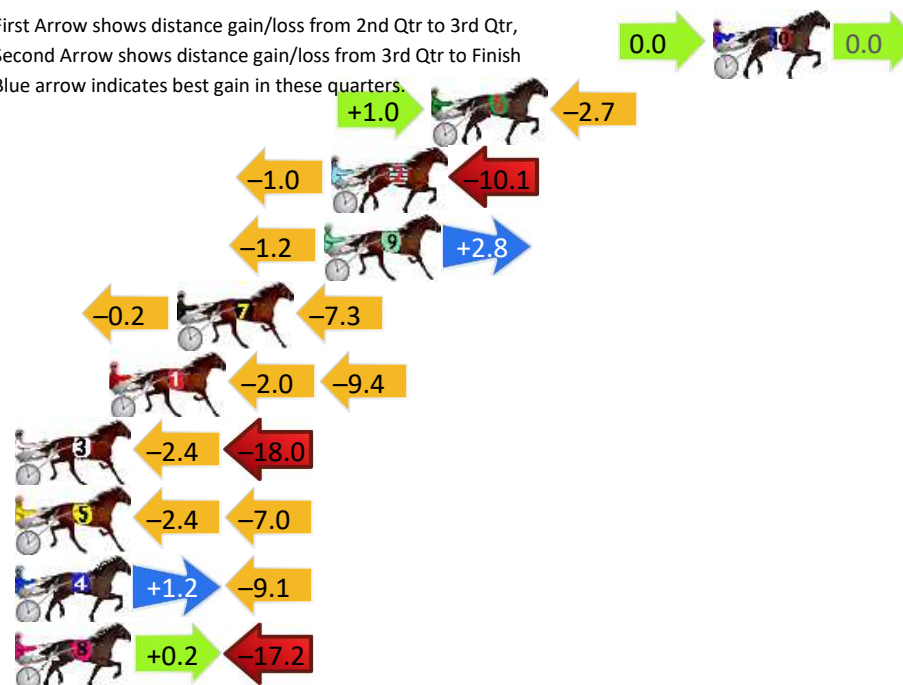 First Arrow shows distance gain/loss from 2nd Qtr to 3rd Qtr,
Second Arrow shows distance gain/loss from 3rd Qtr to Finish
Blue arrow indicates best gain in these quarters.
0.0 10 0.0
+1.0 6 –2.7
–1.0 2 –10.1
–1.2 9 +2.8
–0.2 7 –7.3
1 –2.0 –9.4
3 –2.4 –18.0
5 –2.4 –7.0
4 +1.2 –9.1
8 +0.2 –17.2